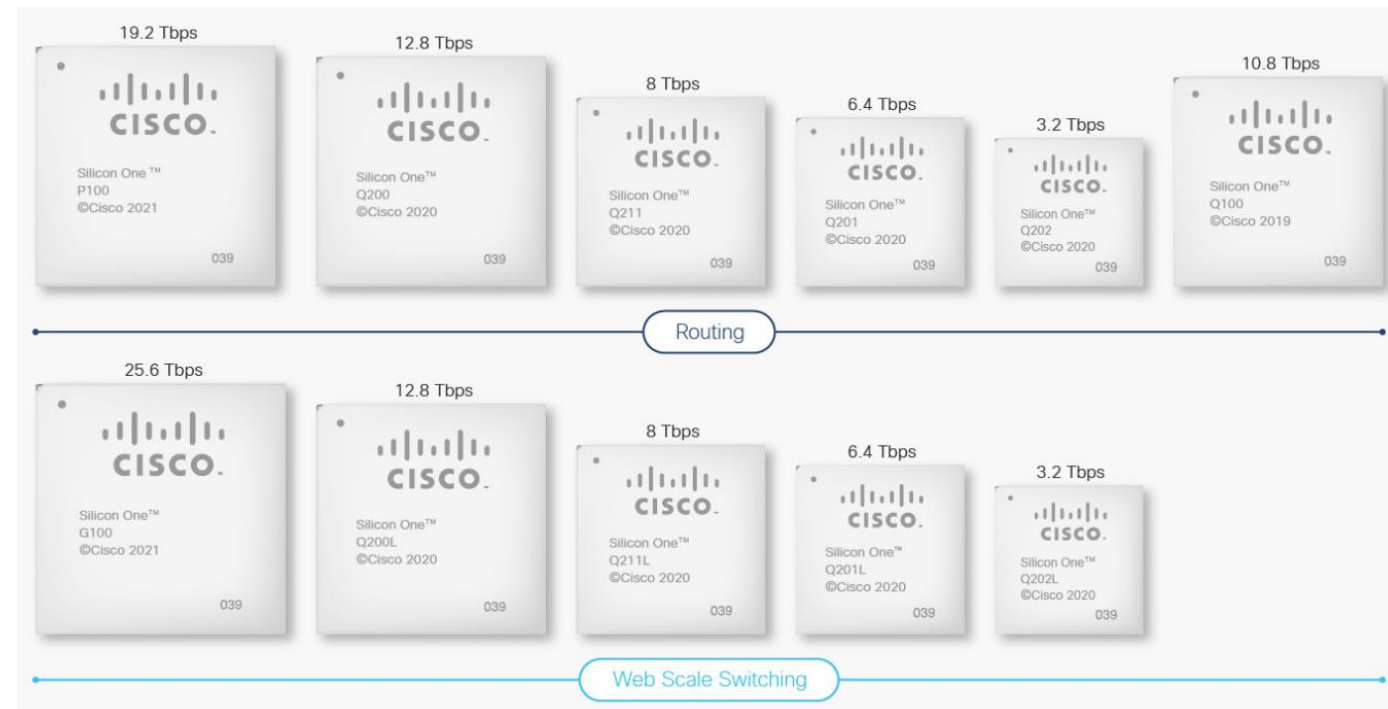 19.2 Tbps
CISCO
Silicon One™
P100
©Cisco 2021
039
12.8 Tbps
CISCO
Silicon One™
Q200
©Cisco 2020
039
8 Tbps
CISCO
Silicon One™
Q211
©Cisco 2020
039
6.4 Tbps
CISCO
Silicon One™
Q201
©Cisco 2020
039
3.2 Tbps
CISCO
Silicon One™
Q202
©Cisco 2020
039
10.8 Tbps
CISCO
Silicon One™
Q100
©Cisco 2019
039
Routing
25.6 Tbps
CISCO
Silicon One™
G100
©Cisco 2021
039
12.8 Tbps
CISCO
Silicon One™
Q200L
©Cisco 2020
039
8 Tbps
CISCO
Silicon One™
Q211L
©Cisco 2020
039
6.4 Tbps
CISCO
Silicon One™
Q201L
©Cisco 2020
039
3.2 Tbps
CISCO
Silicon One™
Q202L
©Cisco 2020
039
Web Scale Switching